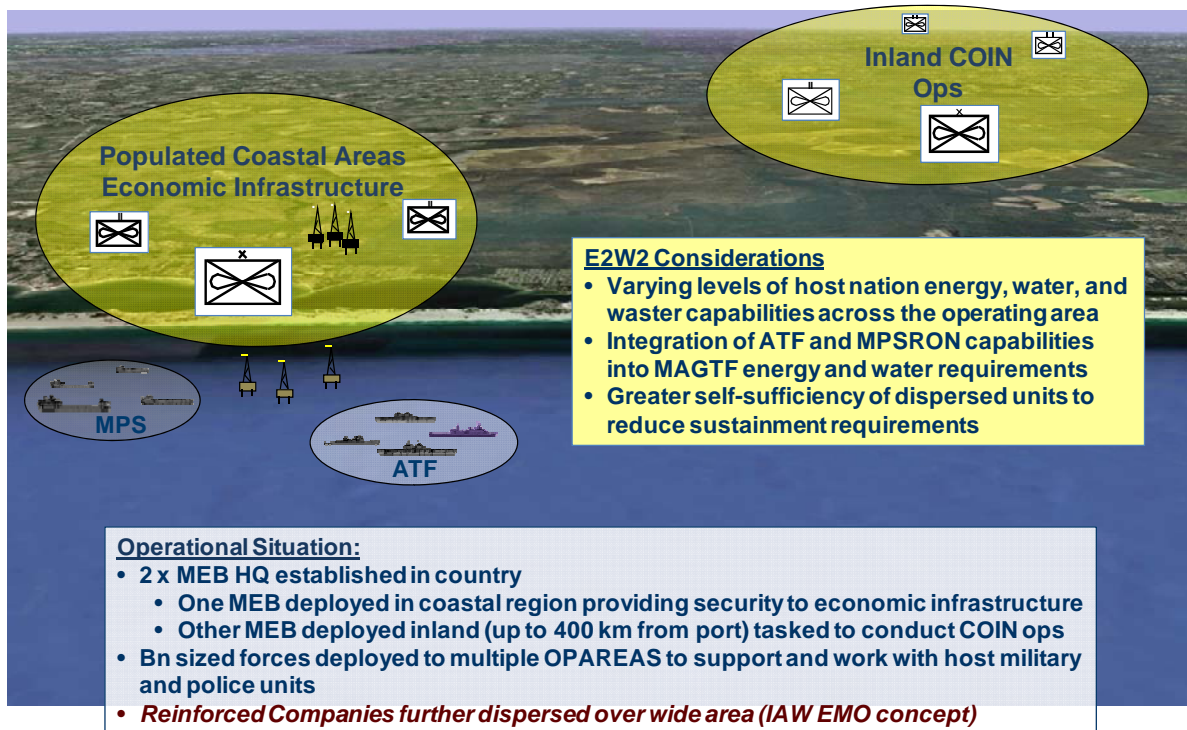 Inland COIN
Ops
Populated Coastal Areas
Economic Infrastructure
E2W2 Considerations
• Varying levels of host nation energy, water, and
waster capabilities across the operating area
• Integration of ATF and MPSRON capabilities
into MAGTF energy and water requirements
• Greater self-sufficiency of dispersed units to
reduce sustainment requirements
MPS
ATF
Operational Situation:
• 2 x MEB HQ established in country
• One MEB deployed in coastal region providing security to economic infrastructure
• Other MEB deployed inland (up to 400 km from port) tasked to conduct COIN ops
• Bn sized forces deployed to multiple OPAREAS to support and work with host military
and police units
• Reinforced Companies further dispersed over wide area (IAW EMO concept)